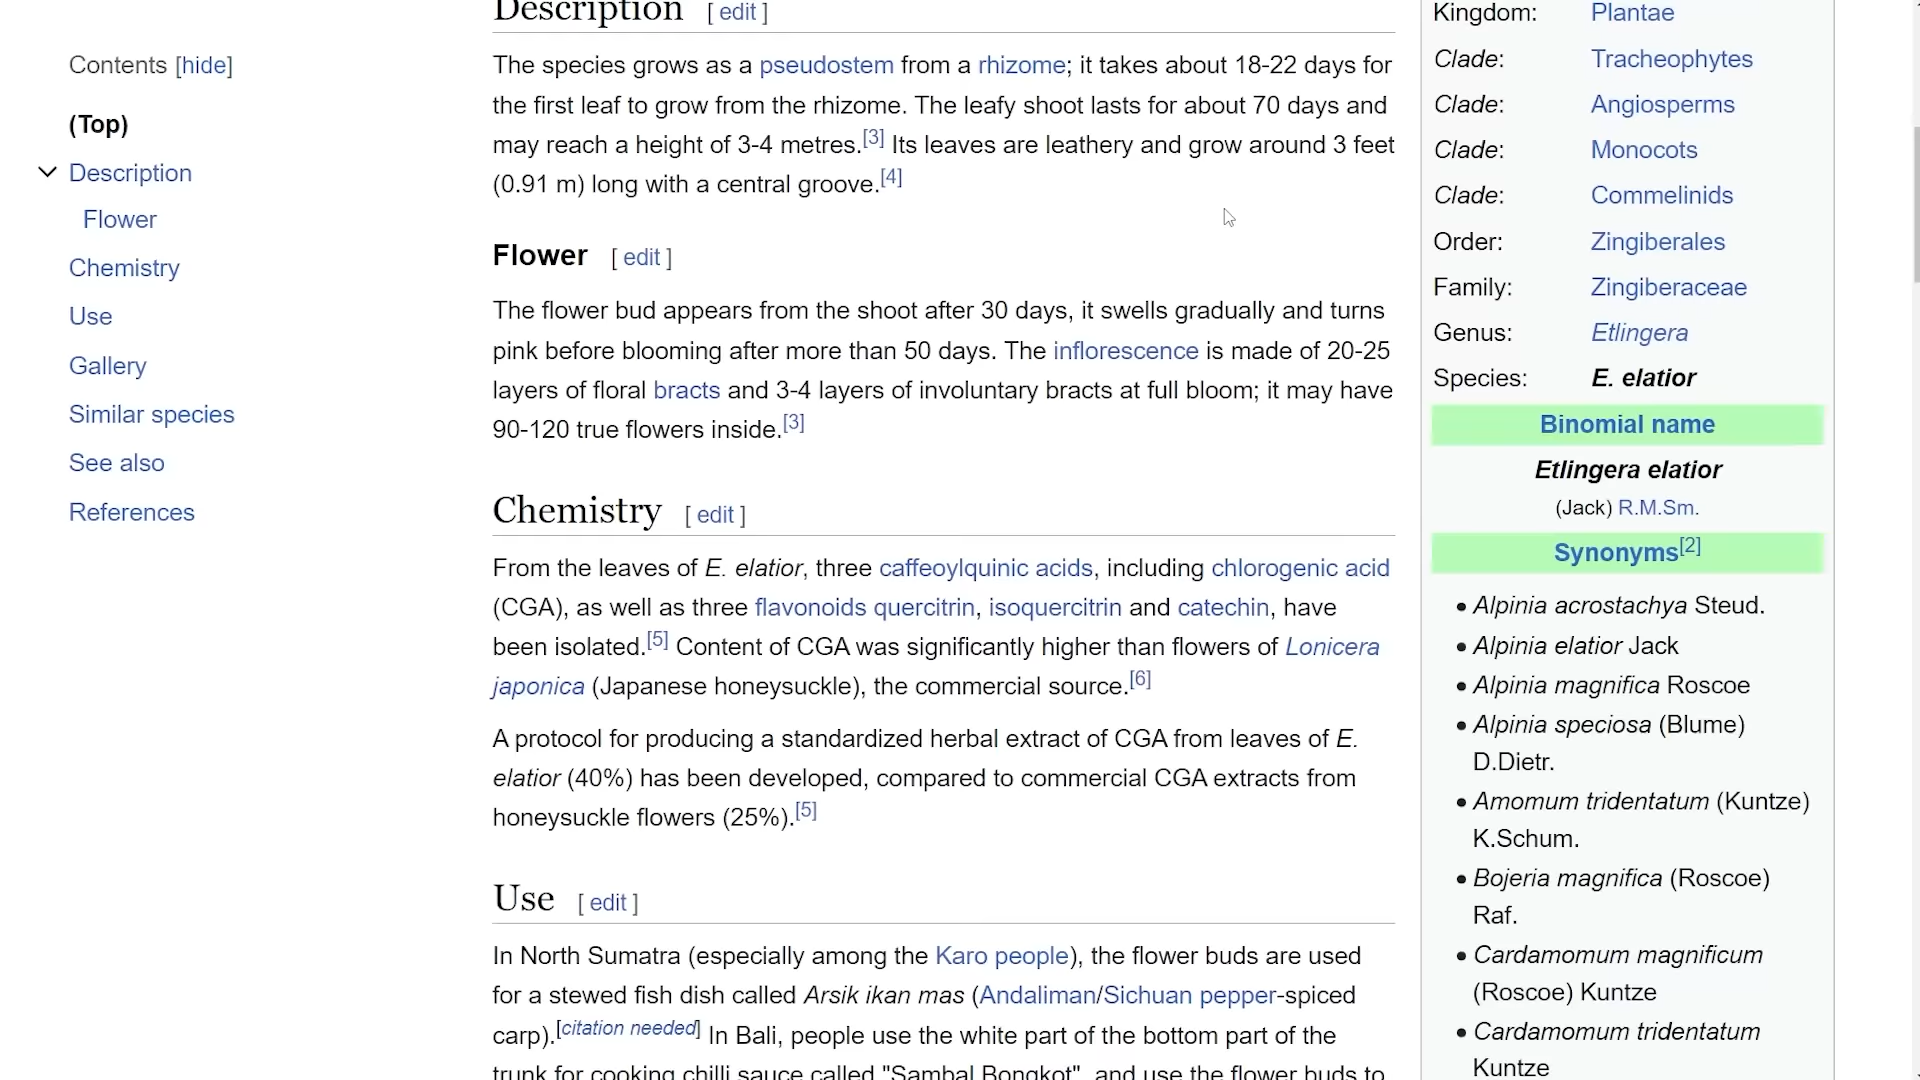 Contents [hide]
(Top)
Description
Flower
Chemistry
Use
Gallery
Similar species
See also
References
Description [ edit ]
The species grows as a pseudostem from a rhizome; it takes about 18-22 days for
the first leaf to grow from the rhizome. The leafy shoot lasts for about 70 days and
may reach a height of 3-4 metres.[3] Its leaves are leathery and grow around 3 feet
(0.91 m) long with a central groove.[4]
Flower [ edit ]
The flower bud appears from the shoot after 30 days, it swells gradually and turns
pink before blooming after more than 50 days. The inflorescence is made of 20-25
layers of floral bracts and 3-4 layers of involuntary bracts at full bloom; it may have
90-120 true flowers inside.[3]
Chemistry [ edit ]
From the leaves of E. elatior, three caffeoylquinic acids, including chlorogenic acid
(CGA), as well as three flavonoids quercitrin, isoquercitrin and catechin, have
been isolated.[5] Content of CGA was significantly higher than flowers of Lonicera
japonica (Japanese honeysuckle), the commercial source.[6]
A protocol for producing a standardized herbal extract of CGA from leaves of E.
elatior (40%) has been developed, compared to commercial CGA extracts from
honeysuckle flowers (25%).[5]
Use [ edit ]
In North Sumatra (especially among the Karo people), the flower buds are used
for a stewed fish dish called Arsik ikan mas (Andaliman/Sichuan pepper-spiced
carp).[citation needed] In Bali, people use the white part of the bottom part of the
trunk for cooking chilli sauce called "Sambal Bongkot", and use the flower buds to
Kingdom: Plantae
Clade: Tracheophytes
Clade: Angiosperms
Clade: Monocots
Clade: Commelinids
Order: Zingiberales
Family: Zingiberaceae
Genus: Etlingera
Species: E. elatior
Binomial name
Etlingera elatior
(Jack) R.M.Sm.
Synonyms[2]
• Alpinia acrostachya Steud.
• Alpinia elatior Jack
• Alpinia magnifica Roscoe
• Alpinia speciosa (Blume)
D.Dietr.
• Amomum tridentatum (Kuntze)
K.Schum.
• Bojeria magnifica (Roscoe)
Raf.
• Cardamomum magnificum
(Roscoe) Kuntze
• Cardamomum tridentatum
Kuntze